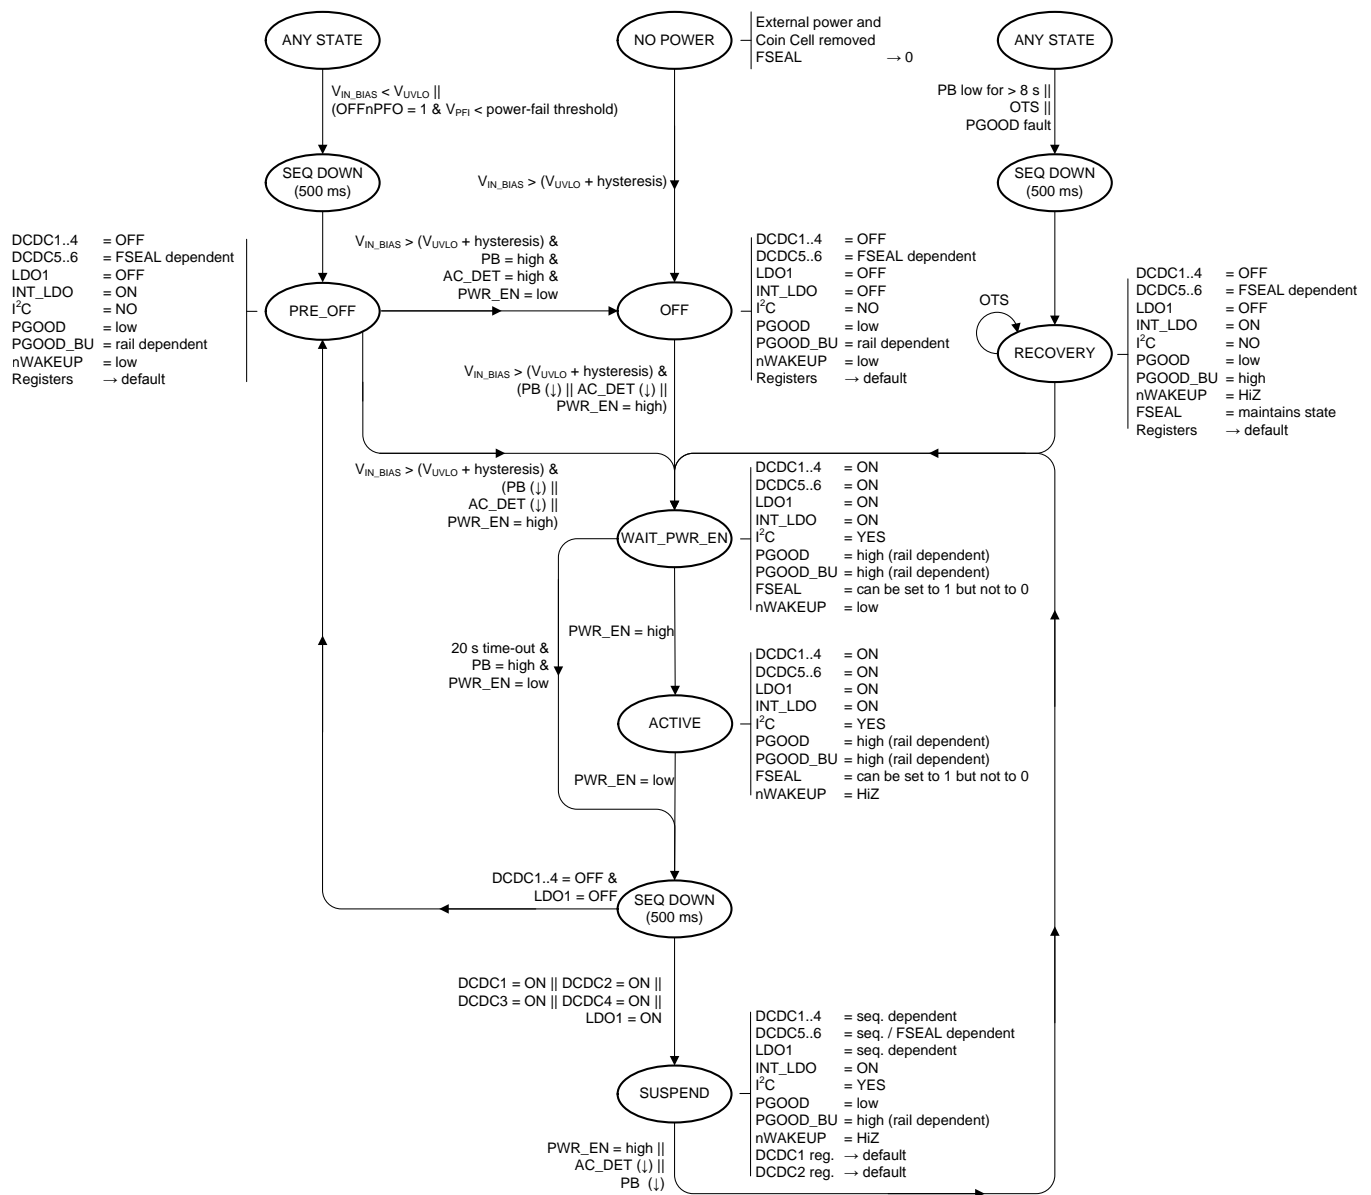 ANY STATE
NO POWER
External power and
Coin Cell removed
FSEAL → 0
ANY STATE
V_IN_BIAS < V_UVLO ||
(OFFnPFO = 1 & V_PFI < power-fail threshold)
PB low for > 8 s ||
OTS ||
PGOOD fault
SEQ DOWN
(500 ms)
V_IN_BIAS > (V_UVLO + hysteresis)
SEQ DOWN
(500 ms)
DCDC1..4 = OFF
DCDC5..6 = FSEAL dependent
LDO1 = OFF
INT_LDO = ON
I²C = NO
PGOOD = low
PGOOD_BU = rail dependent
nWAKEUP = low
Registers → default
PRE_OFF
V_IN_BIAS > (V_UVLO + hysteresis) &
PB = high &
AC_DET = high &
PWR_EN = low
OFF
DCDC1..4 = OFF
DCDC5..6 = FSEAL dependent
LDO1 = OFF
INT_LDO = OFF
I²C = NO
PGOOD = low
PGOOD_BU = rail dependent
nWAKEUP = low
Registers → default
OTS
RECOVERY
DCDC1..4 = OFF
DCDC5..6 = FSEAL dependent
LDO1 = OFF
INT_LDO = ON
I²C = NO
PGOOD = low
PGOOD_BU = high
nWAKEUP = HiZ
FSEAL = maintains state
Registers → default
V_IN_BIAS > (V_UVLO + hysteresis) &
(PB (↓) || AC_DET (↓) ||
PWR_EN = high)
V_IN_BIAS > (V_UVLO + hysteresis) &
(PB (↓) ||
AC_DET (↓) ||
PWR_EN = high)
WAIT_PWR_EN
DCDC1..4 = ON
DCDC5..6 = ON
LDO1 = ON
INT_LDO = ON
I²C = YES
PGOOD = high (rail dependent)
PGOOD_BU = high (rail dependent)
FSEAL = can be set to 1 but not to 0
nWAKEUP = low
PWR_EN = high
20 s time-out &
PB = high &
PWR_EN = low
ACTIVE
DCDC1..4 = ON
DCDC5..6 = ON
LDO1 = ON
INT_LDO = ON
I²C = YES
PGOOD = high (rail dependent)
PGOOD_BU = high (rail dependent)
FSEAL = can be set to 1 but not to 0
nWAKEUP = HiZ
PWR_EN = low
DCDC1..4 = OFF &
LDO1 = OFF
SEQ DOWN
(500 ms)
DCDC1 = ON || DCDC2 = ON ||
DCDC3 = ON || DCDC4 = ON ||
LDO1 = ON
SUSPEND
DCDC1..4 = seq. dependent
DCDC5..6 = seq. / FSEAL dependent
LDO1 = seq. dependent
INT_LDO = ON
I²C = YES
PGOOD = low
PGOOD_BU = high (rail dependent)
nWAKEUP = HiZ
DCDC1 reg. → default
DCDC2 reg. → default
PWR_EN = high ||
AC_DET (↓) ||
PB (↓)